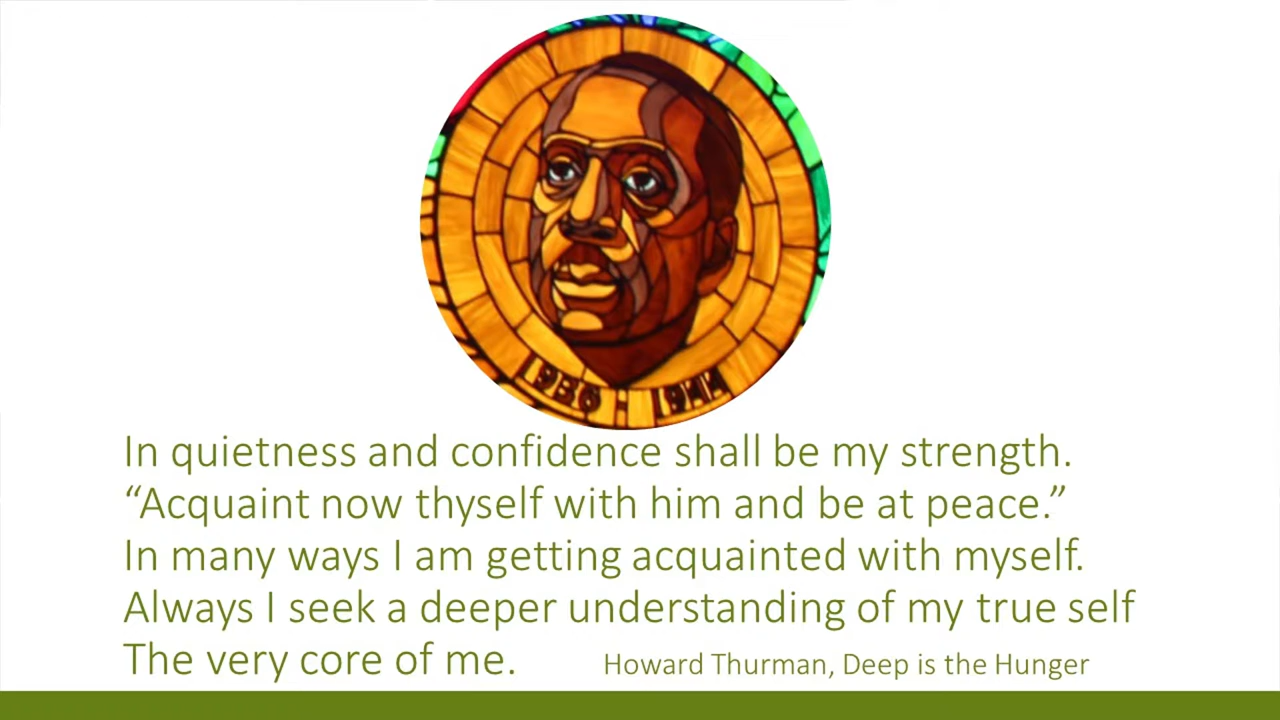 1936 - 1944
In quietness and confidence shall be my strength.
“Acquaint now thyself with him and be at peace.”
In many ways I am getting acquainted with myself.
Always I seek a deeper understanding of my true self
The very core of me. Howard Thurman, Deep is the Hunger